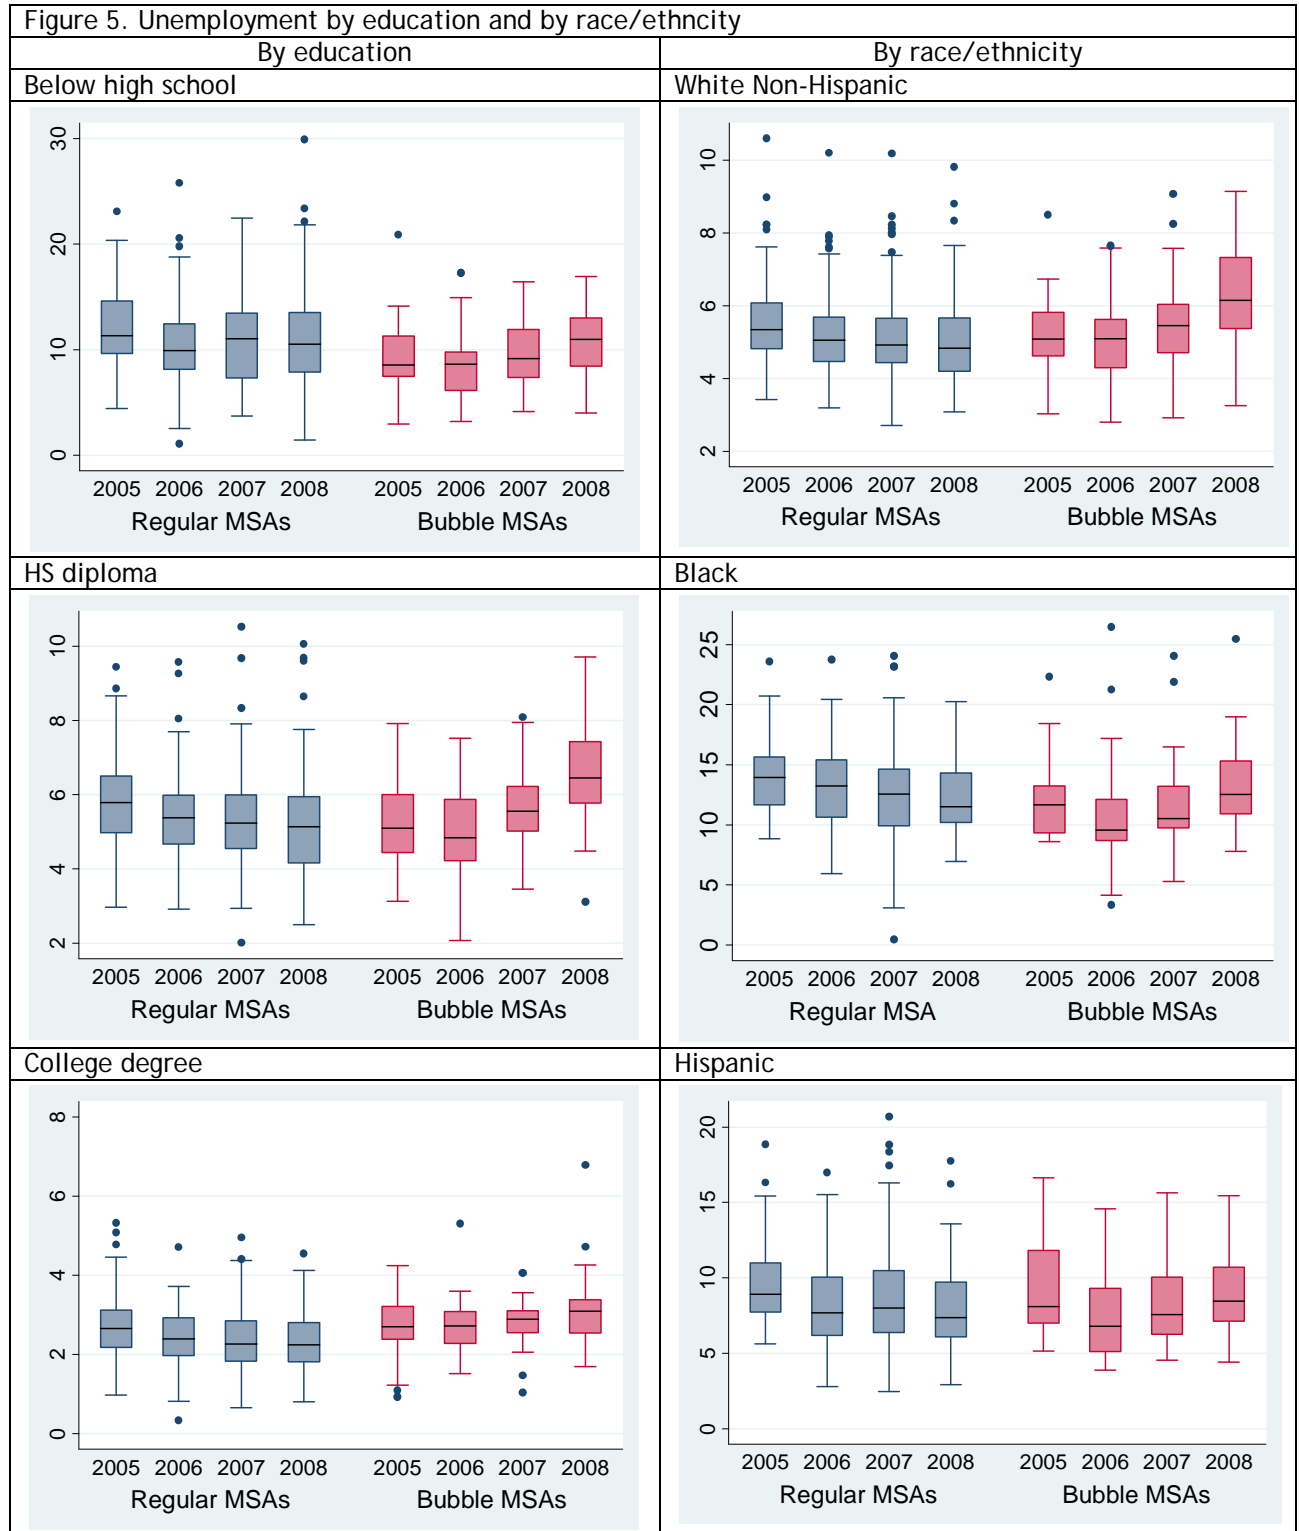 Figure 5. Unemployment by education and by race/ethncity
By education
By race/ethnicity
Below high school
White Non-Hispanic
30
20
10
0
2005 2006 2007 2008 2005 2006 2007 2008
Regular MSAs Bubble MSAs
10
8
6
4
2
2005 2006 2007 2008 2005 2006 2007 2008
Regular MSAs Bubble MSAs
HS diploma
Black
10
8
6
4
2
2005 2006 2007 2008 2005 2006 2007 2008
Regular MSAs Bubble MSAs
25
20
15
10
5
0
2005 2006 2007 2008 2005 2006 2007 2008
Regular MSA Bubble MSAs
College degree
Hispanic
8
6
4
2
0
2005 2006 2007 2008 2005 2006 2007 2008
Regular MSAs Bubble MSAs
20
15
10
5
0
2005 2006 2007 2008 2005 2006 2007 2008
Regular MSAs Bubble MSAs